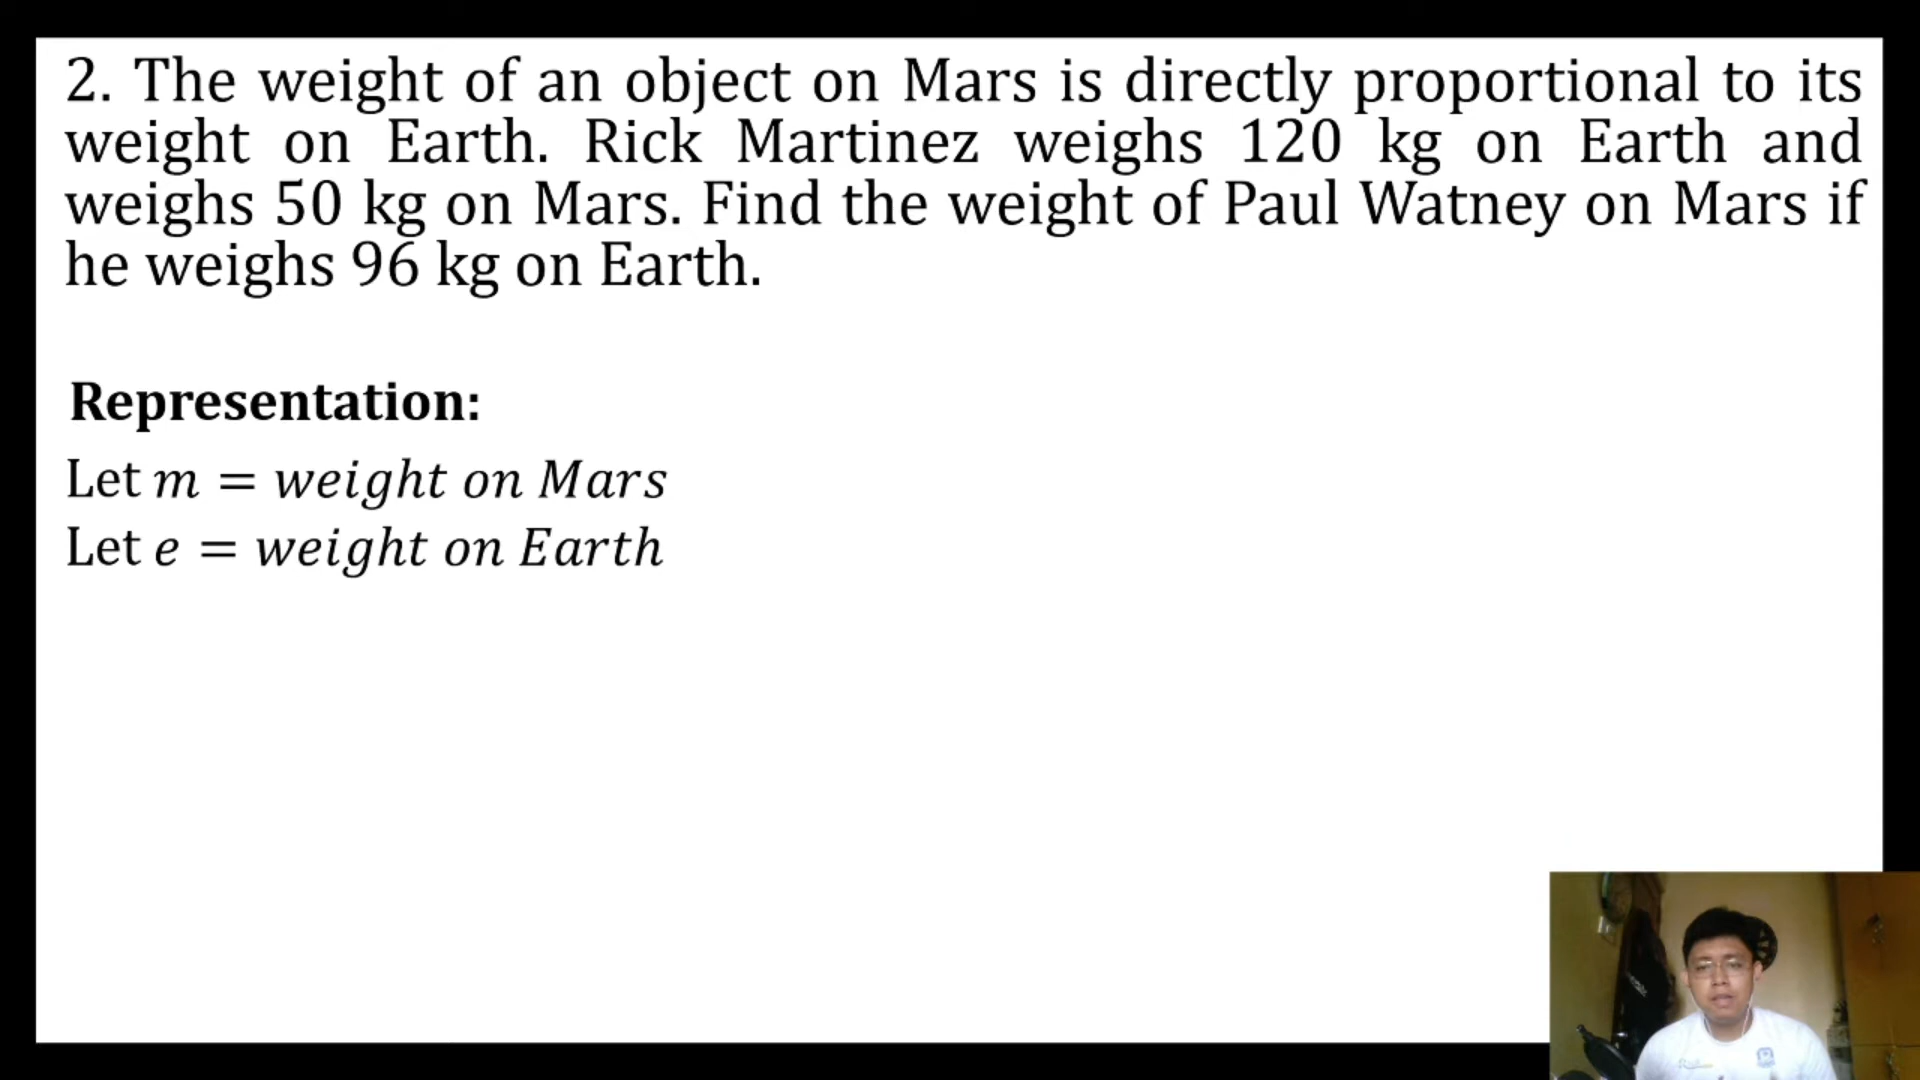 2. The weight of an object on Mars is directly proportional to its
weight on Earth. Rick Martinez weighs 120 kg on Earth and
weighs 50 kg on Mars. Find the weight of Paul Watney on Mars if
he weighs 96 kg on Earth.
Representation:
Let m = weight on Mars
Let e = weight on Earth